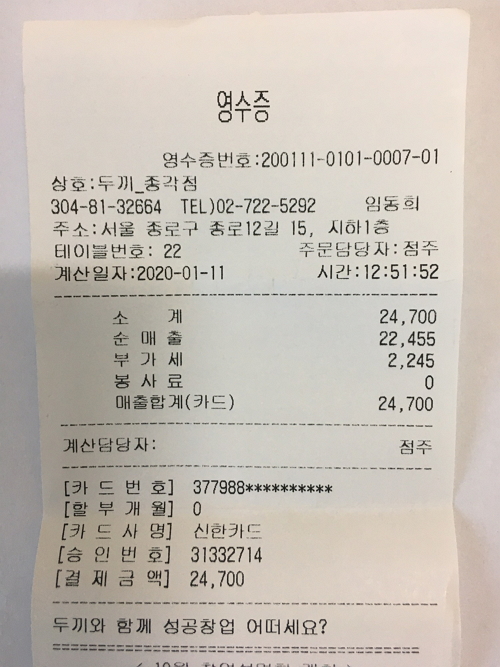 영수증
영수증번호:200111-0101-0007-01
상호:두끼_종각점
304-81-32664 TEL)02-722-5292 임동희
주소:서울 종로구 종로12길 15, 지하1층
테이블번호: 22 주문담당자:점주
계산일자:2020-01-11 시간:12:51:52
소 계 24,700
순 매 출 22,455
부 가 세 2,245
봉 사 료 0
매출합계(카드) 24,700
계산담당자: 점주
[카 드 번 호] 377988**********
[할 부 개 월] 0
[카 드 사 명] 신한카드
[승 인 번 호] 31332714
[결 제 금 액] 24,700
두끼와 함께 성공창업 어떠세요?